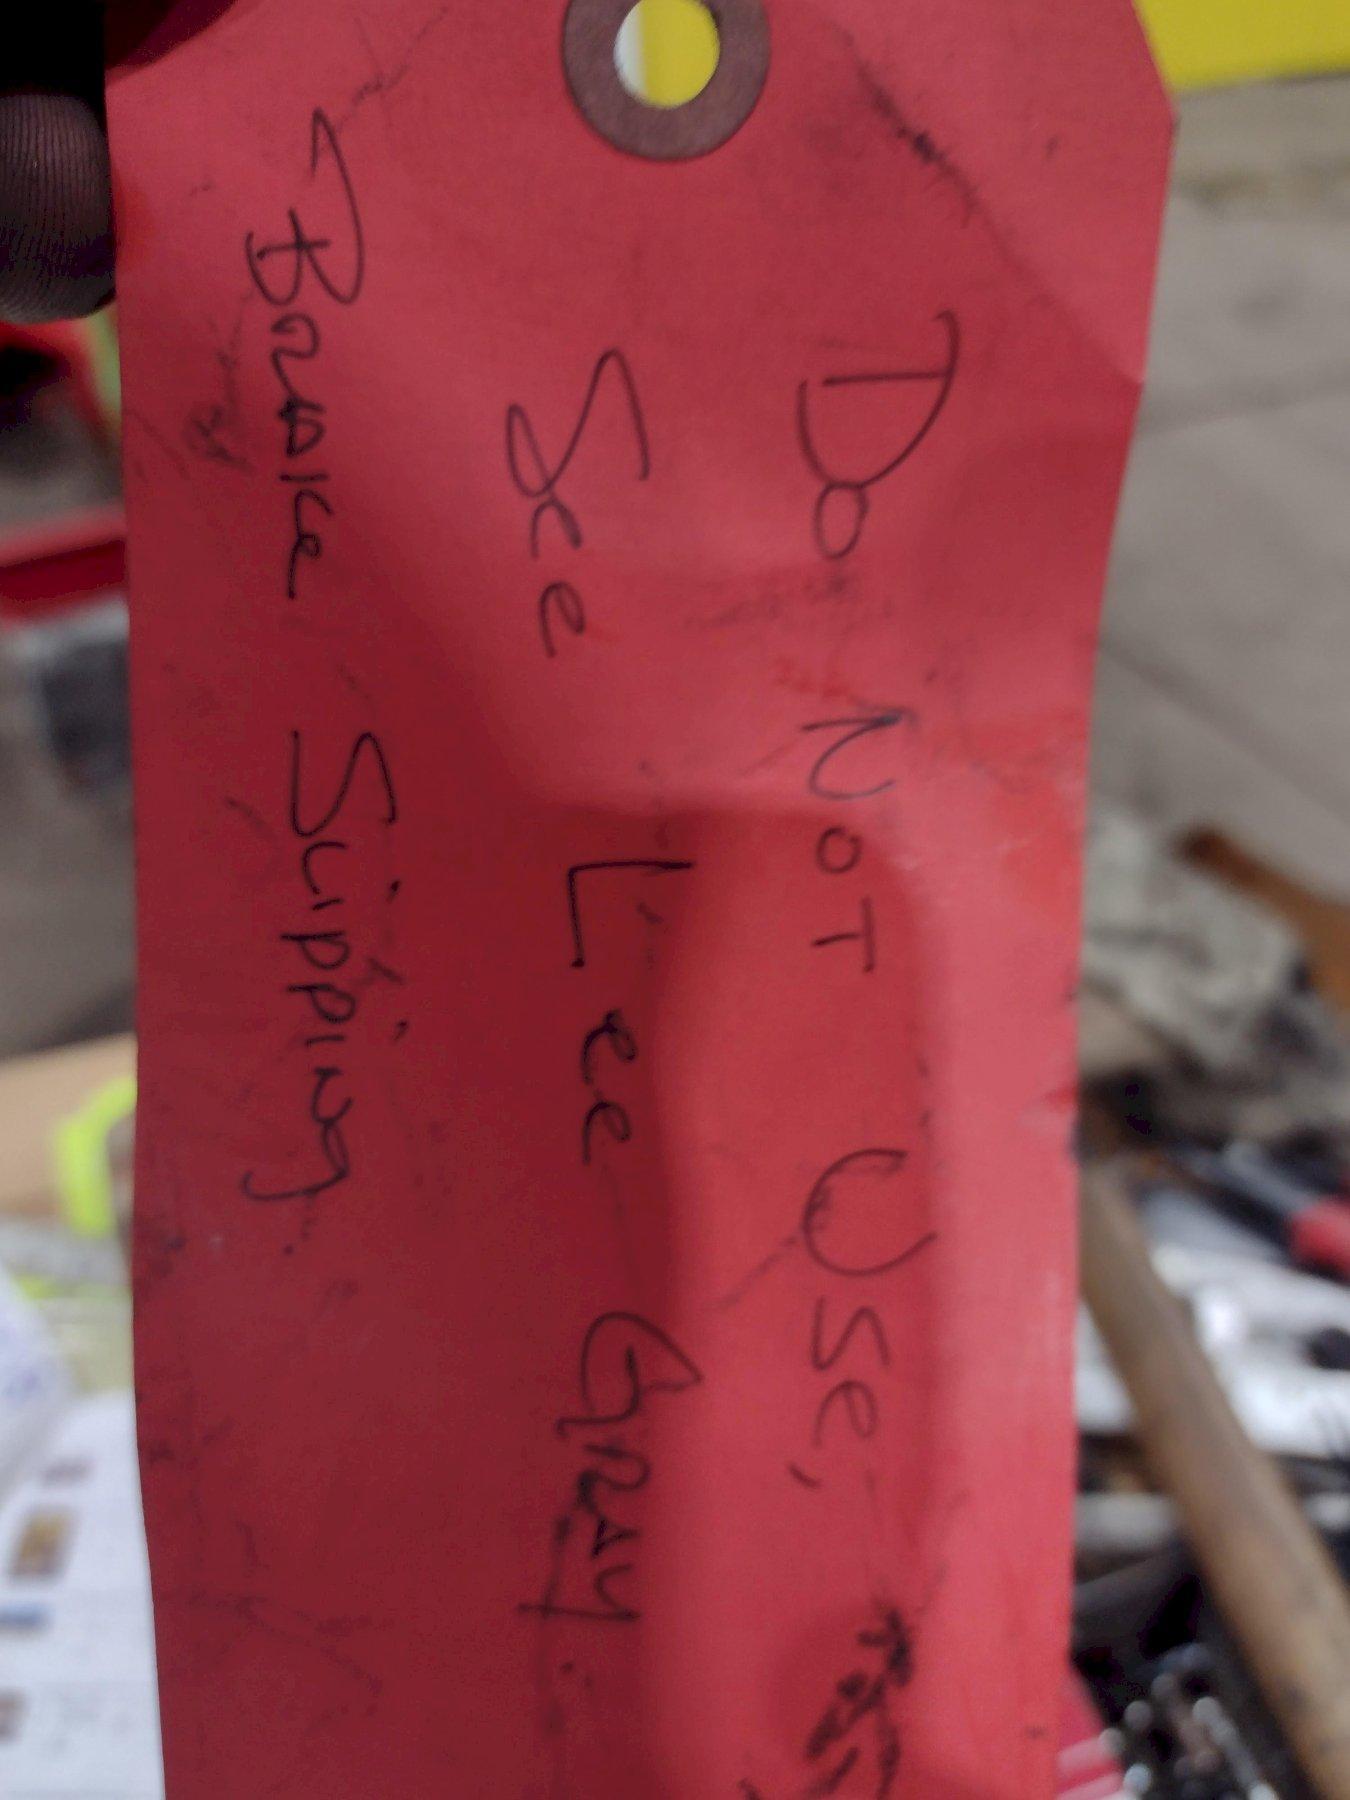 Do Not Use,
See Lee Gray
Brake Slipping